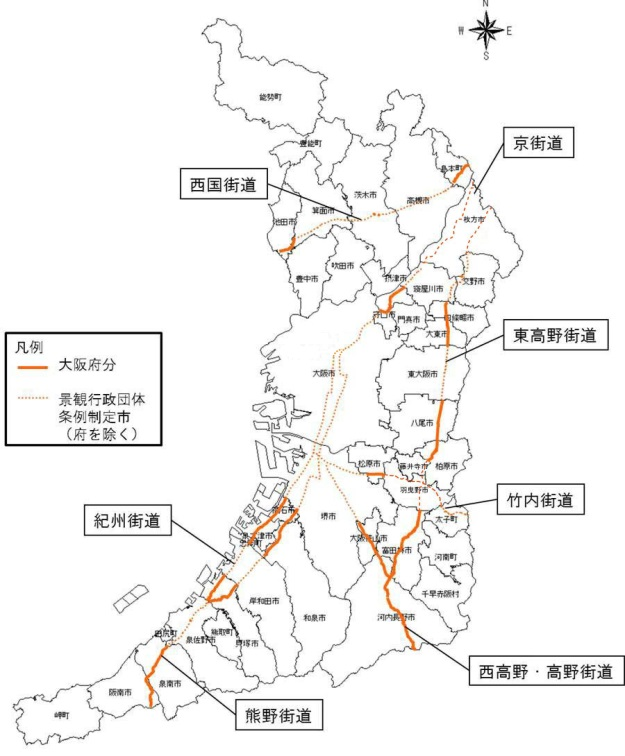 N
W
E
S
能勢町
豊能町
京街道
島本町
西国街道
茨木市
高槻市
箕面市
池田市
枚方市
吹田市
豊中市
摂津市
寝屋川市
交野市
守口市
門真市
四條畷市
大東市
東高野街道
凡例
大阪府分
景観行政団体
条例制定市
（府を除く）
大阪市
東大阪市
八尾市
松原市
藤井寺市
柏原市
羽曳野市
竹内街道
太子町
紀州街道
堺市
大阪狭山市
富田林市
河南町
千早赤阪村
岸和田市
和泉市
河内長野市
田尻町
泉佐野市
熊取町
貝塚市
西高野・高野街道
阪南市
泉南市
岬町
熊野街道